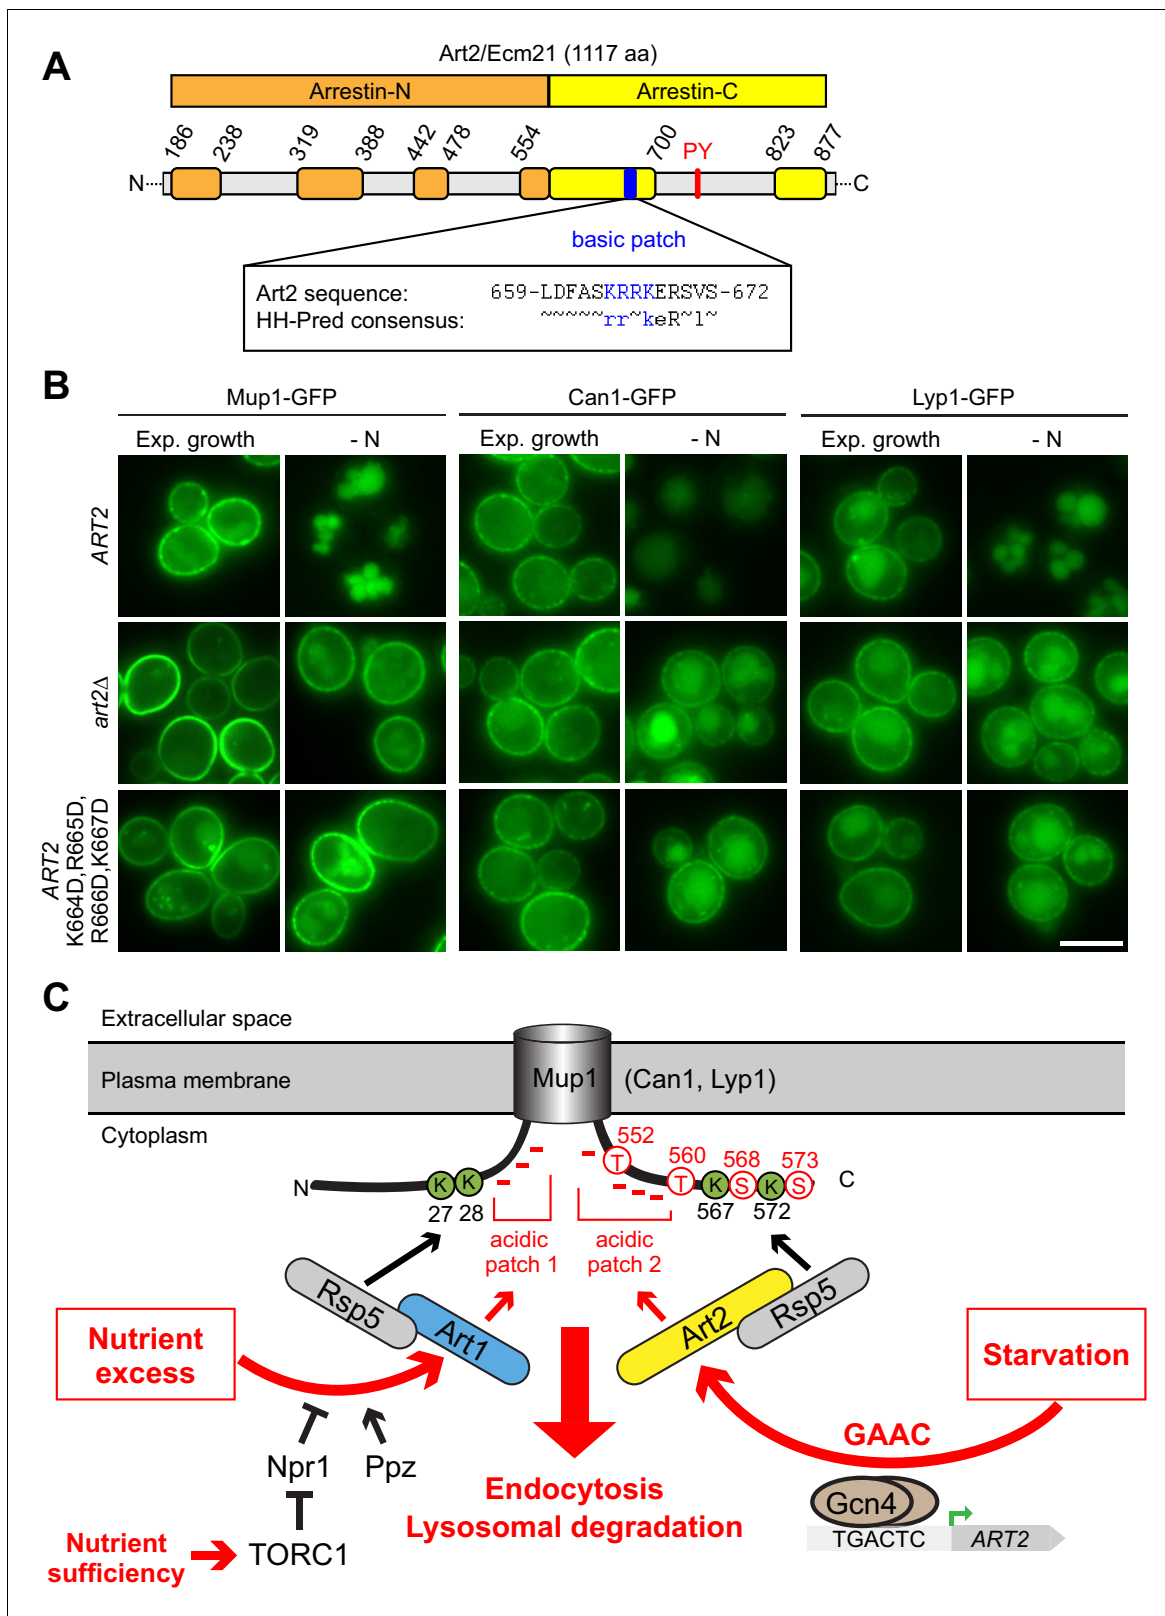 A
Art2/Ecm21 (1117 aa)
Arrestin-N
Arrestin-C
186
238
319
388
442
478
554
700
PY
823
877
N
C
basic patch
Art2 sequence: 659-LDFASKRRKERSVS-672
HH-Pred consensus: ~~~~~rr~keR~l~
B
Mup1-GFP
Can1-GFP
Lyp1-GFP
Exp. growth
- N
Exp. growth
- N
Exp. growth
- N
ART2
art2Δ
ART2
K664D,R665D,
R666D,K667D
C
Extracellular space
Plasma membrane
Mup1
(Can1, Lyp1)
Cytoplasm
N
K
K
27
28
552
T
560
T
K
567
568
S
K
572
573
S
C
acidic
patch 1
acidic
patch 2
Rsp5
Art1
Art2
Rsp5
Nutrient
excess
Starvation
GAAC
Npr1
Ppz
Nutrient
sufficiency
TORC1
Endocytosis
Lysosomal degradation
Gcn4
TGACTC
ART2